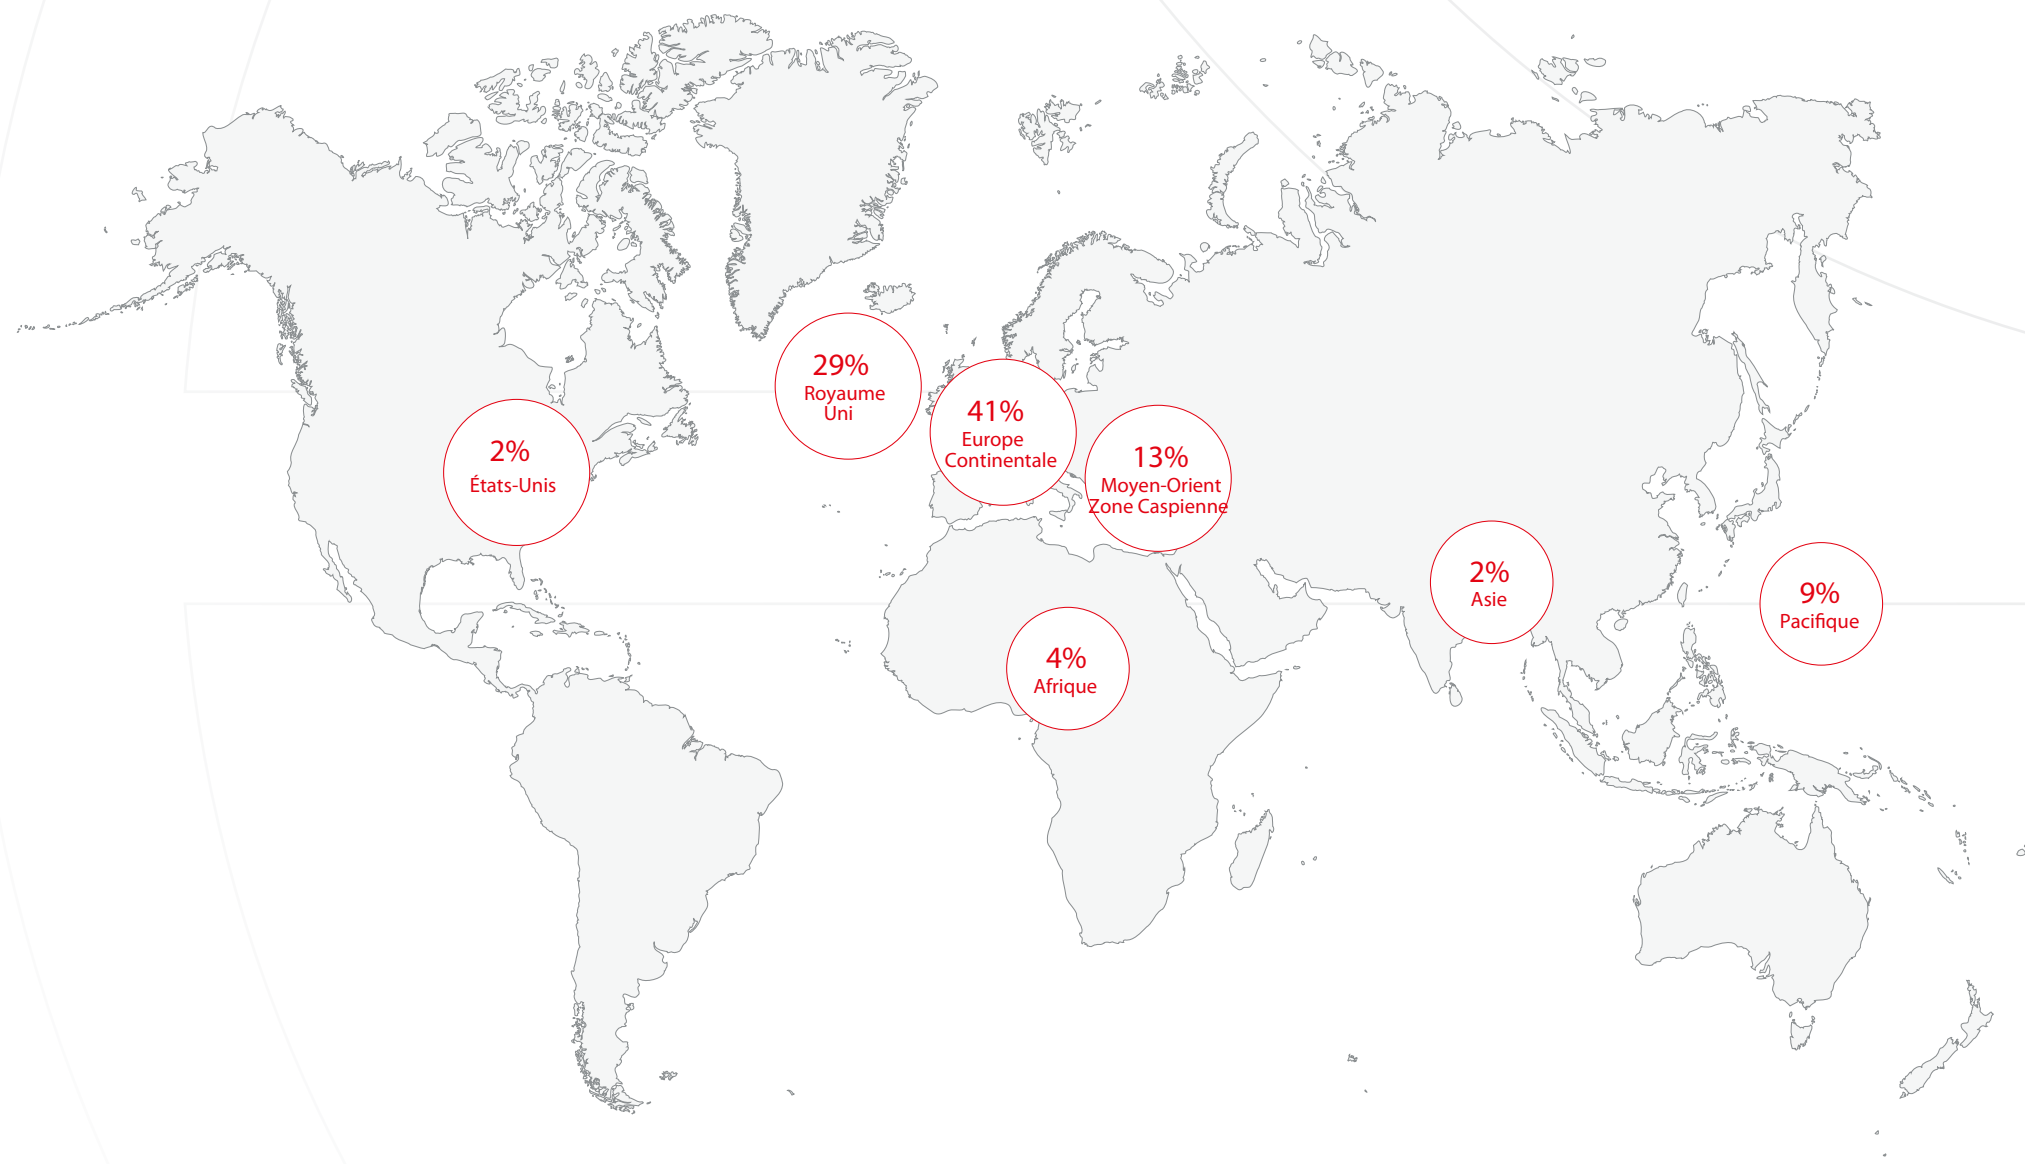 29%
Royaume
Uni
41%
Europe
Continentale
2%
États-Unis
13%
Moyen-Orient
Zone Caspienne
2%
Asie
9%
Pacifique
4%
Afrique